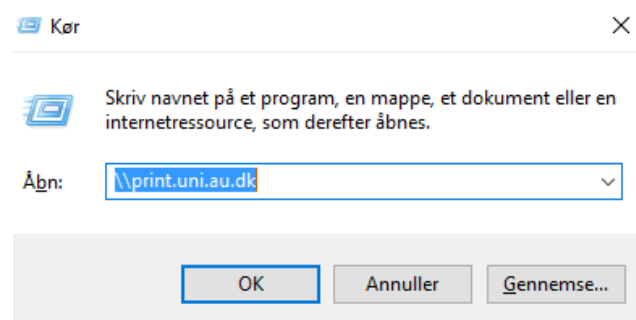 Kør
Skriv navnet på et program, en mappe, et dokument eller en
internetressource, som derefter åbnes.
Åbn: \\print.uni.au.dk
OK Annuller Gennemse...